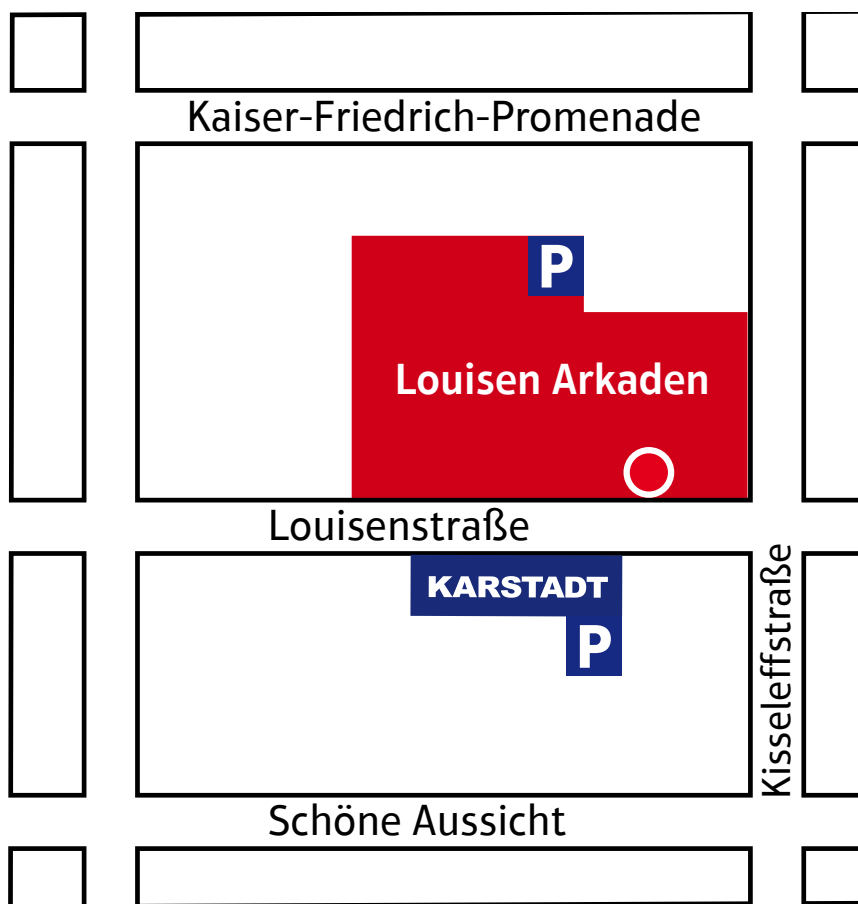 Kaiser-Friedrich-Promenade
P
Louisen Arkaden
Louisenstraße
KARSTADT
P
Kisseleffstraße
Schöne Aussicht